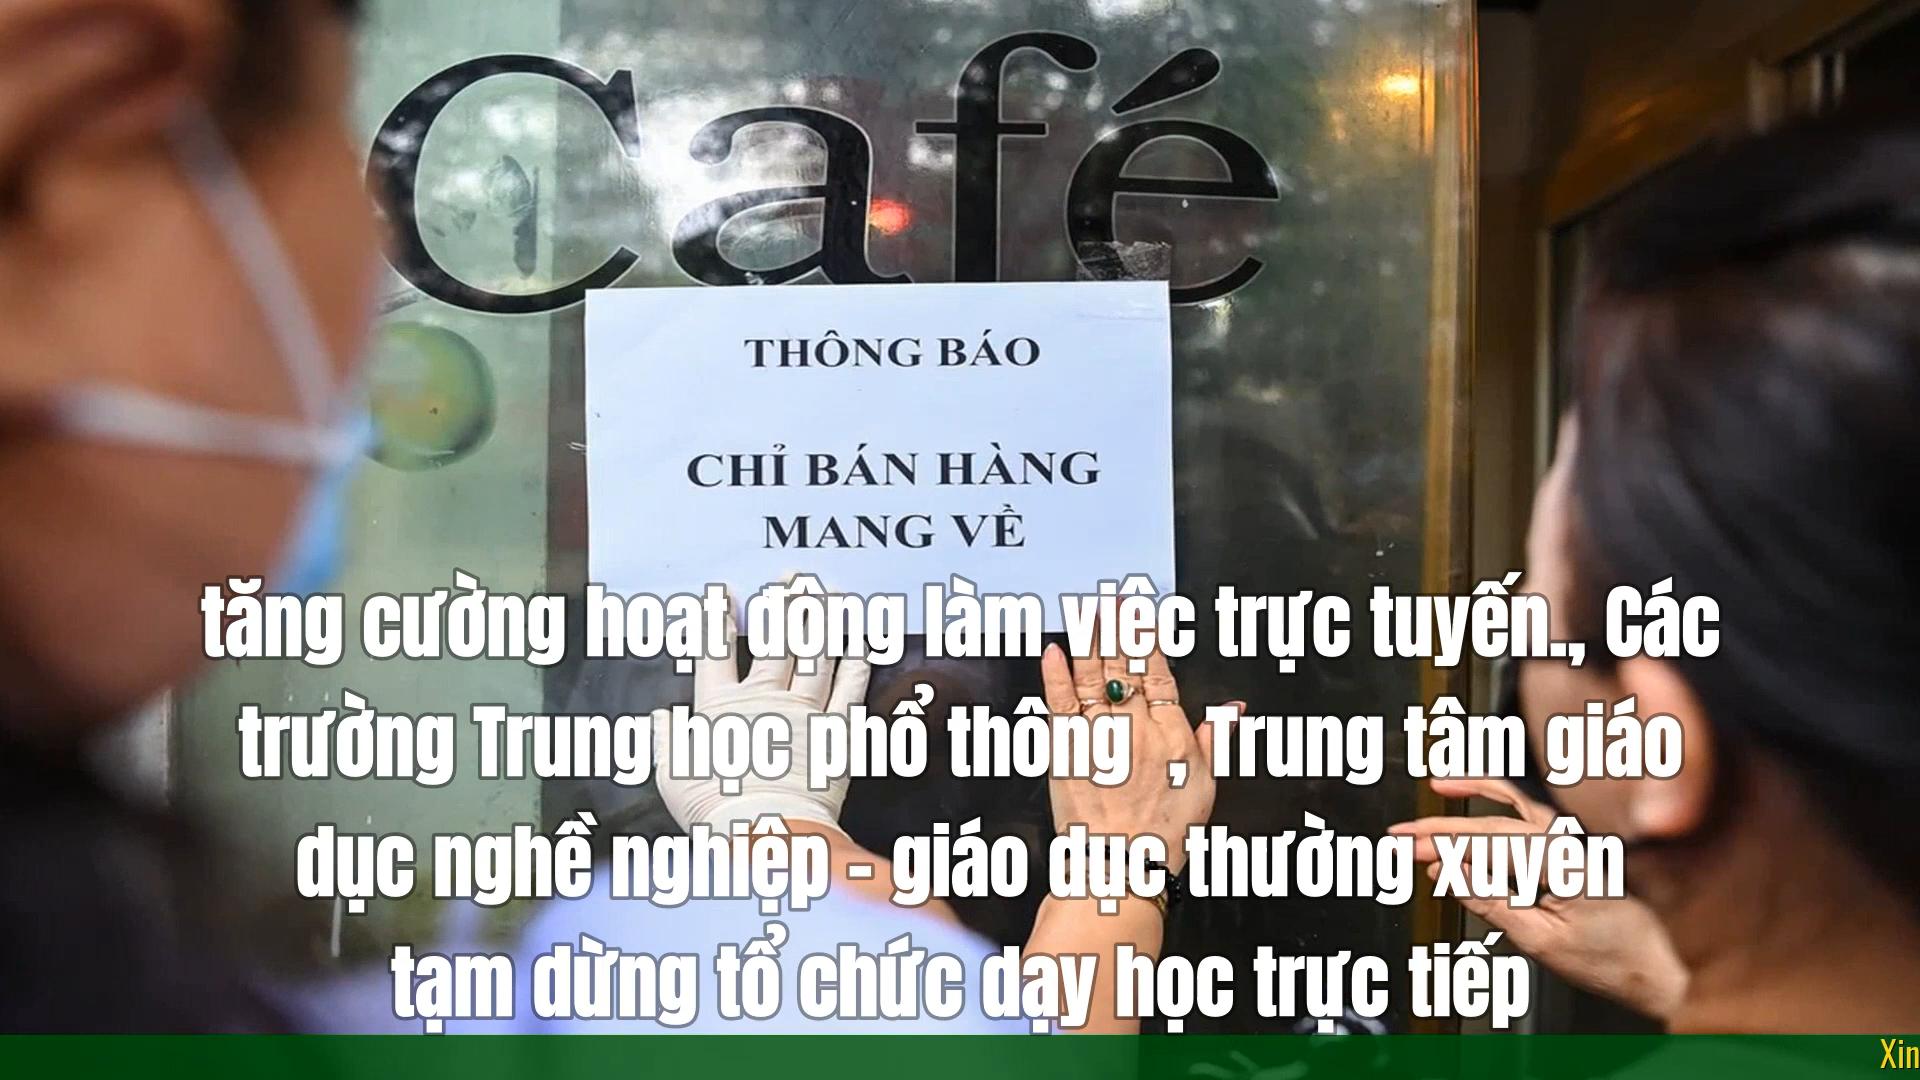 Café
THÔNG BÁO
CHỈ BÁN HÀNG
MANG VỀ
tăng cường hoạt động làm việc trực tuyến.., Các
trường Trung học phổ thông , Trung tâm giáo
dục nghề nghiệp - giáo dục thường xuyên
tạm dừng tổ chức dạy học trực tiếp
Xin